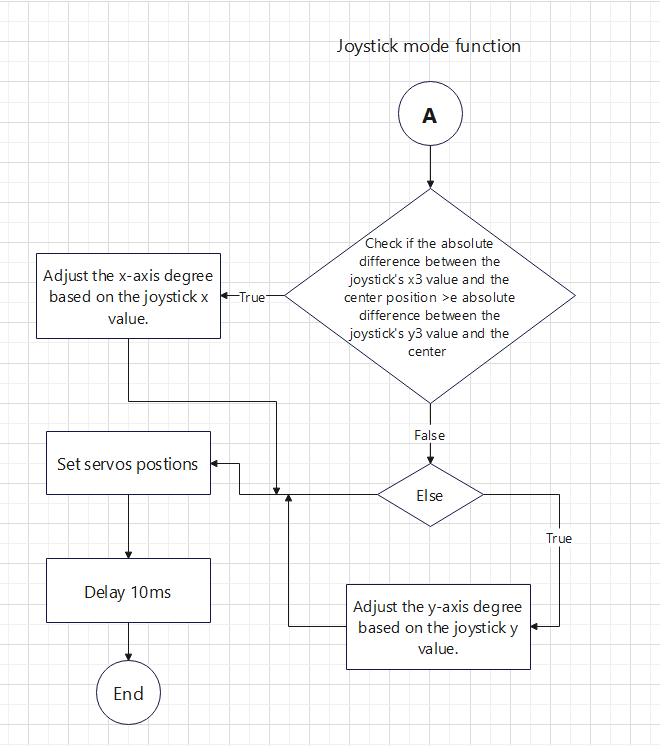 Joystick mode function
A
Check if the absolute
difference between the
joystick's x3 value and the
center position >e absolute
difference between the
joystick's y3 value and the
center
True
Adjust the x-axis degree
based on the joystick x
value.
False
Else
Set servos postions
True
Delay 10ms
Adjust the y-axis degree
based on the joystick y
value.
End